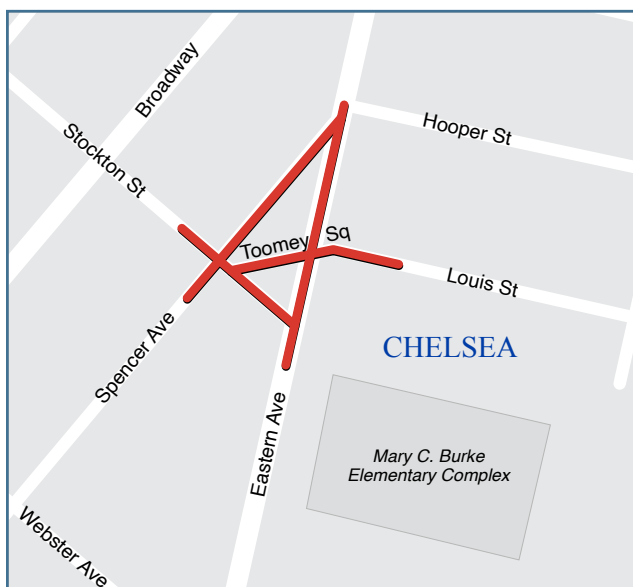 Broadway
Hooper St
Stockton St
Toomey Sq
Louis St
Spencer Ave
CHELSEA
Eastern Ave
Mary C. Burke
Elementary Complex
Webster Ave